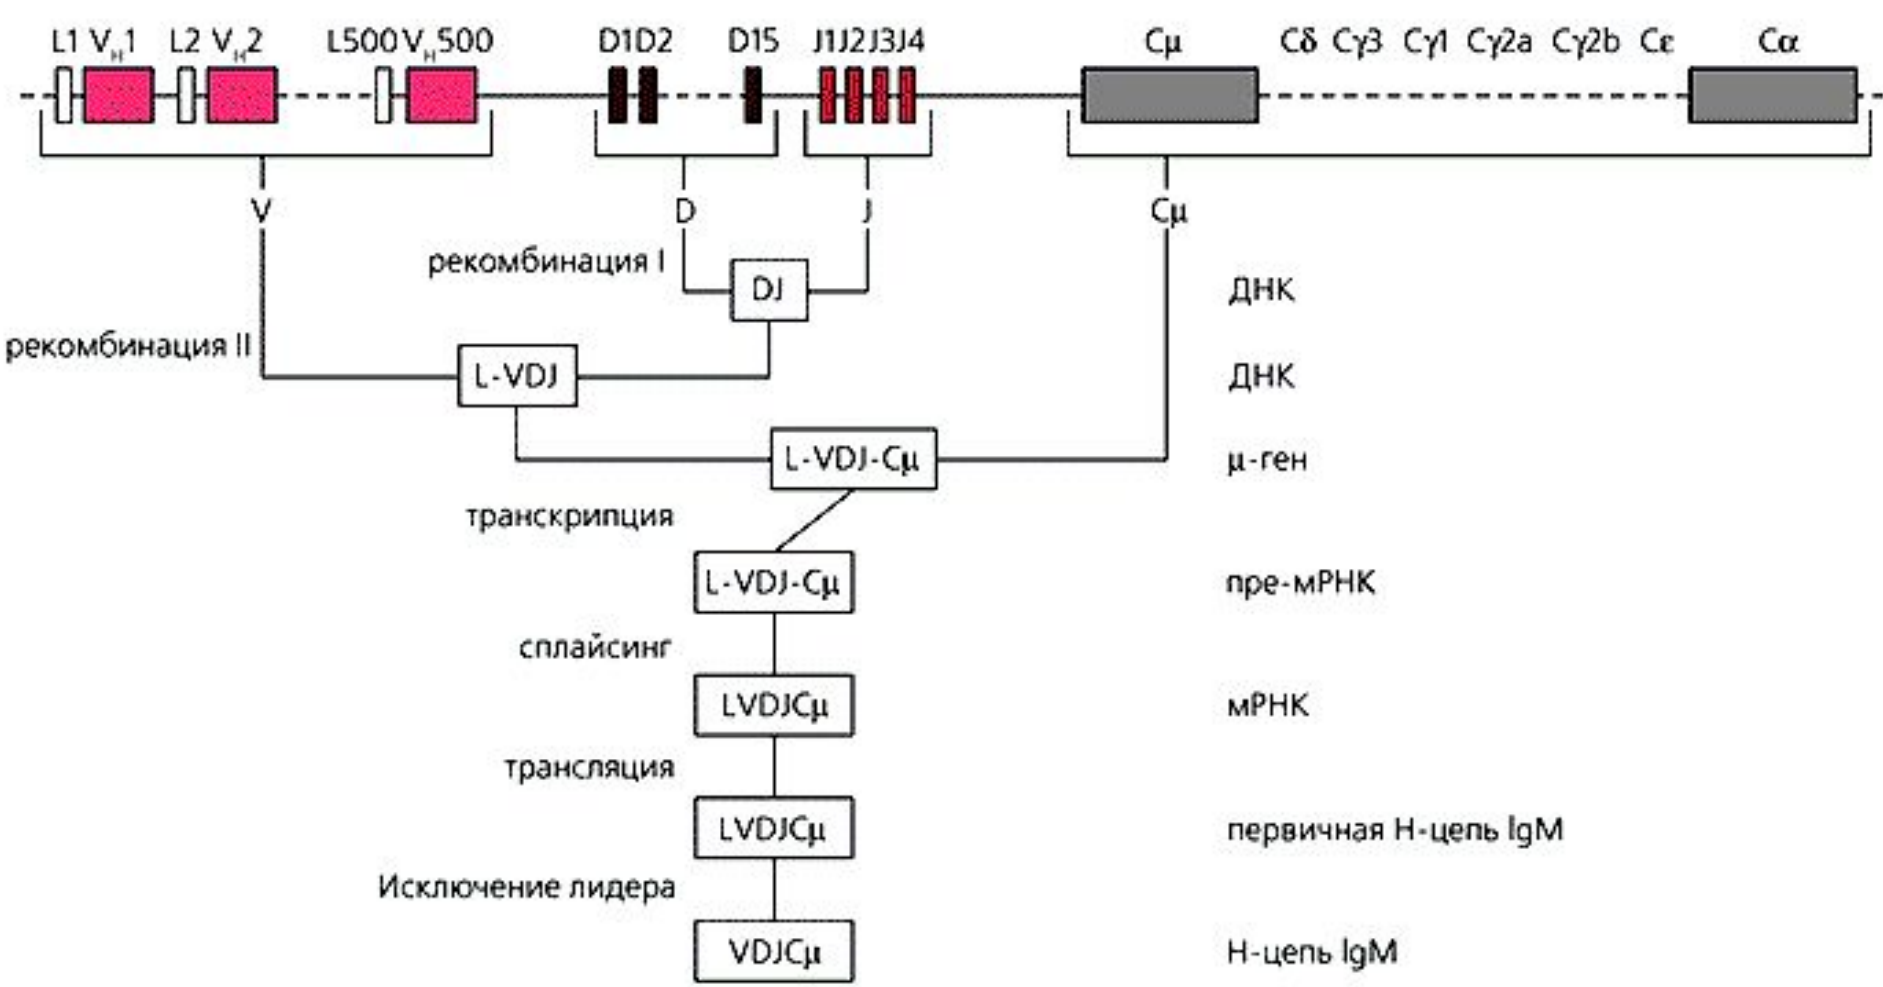 L1 VH1 L2 VH2 L500 VH500 D1D2 D15 J1J2J3J4 Cμ Cδ Cγ3 Cγ1 Cγ2a Cγ2b Cε Cα
V D J Cμ
рекомбинация I
DJ ДНК
рекомбинация II
L-VDJ ДНК
L-VDJ-Cμ μ-ген
транскрипция
L-VDJ-Cμ пре-мРНК
сплайсинг
LVDJCμ мРНК
трансляция
LVDJCμ первичная H-цепь IgM
Исключение лидера
VDJCμ H-цепь IgM